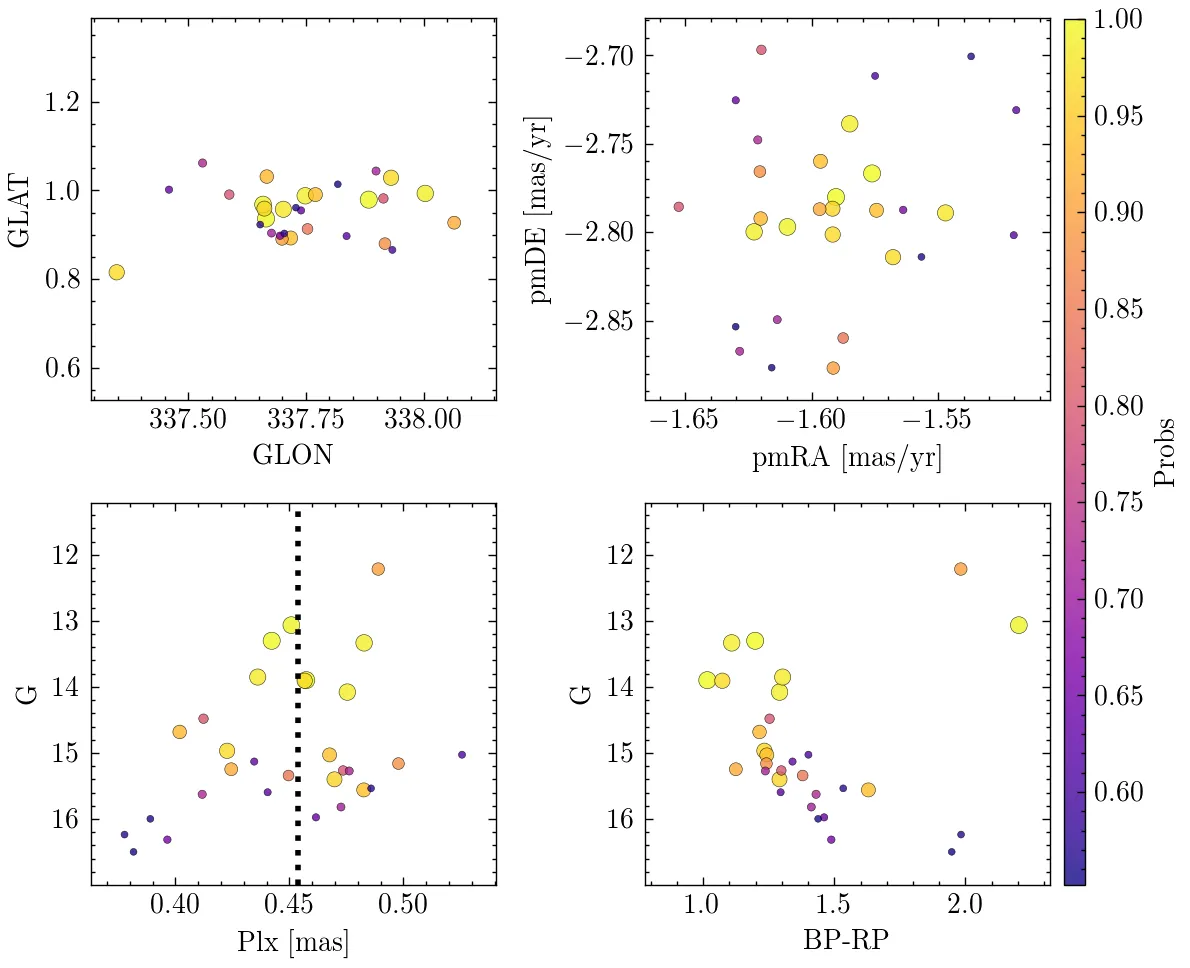 GLAT
1.2
1.0
0.8
0.6
337.50 337.75 338.00
GLON
pmDE [mas/yr]
−2.70
−2.75
−2.80
−2.85
−1.65 −1.60 −1.55
pmRA [mas/yr]
1.00
0.95
0.90
0.85
0.80
0.75
0.70
0.65
0.60
Probs
G
12
13
14
15
16
0.40 0.45 0.50
Plx [mas]
G
12
13
14
15
16
1.0 1.5 2.0
BP-RP